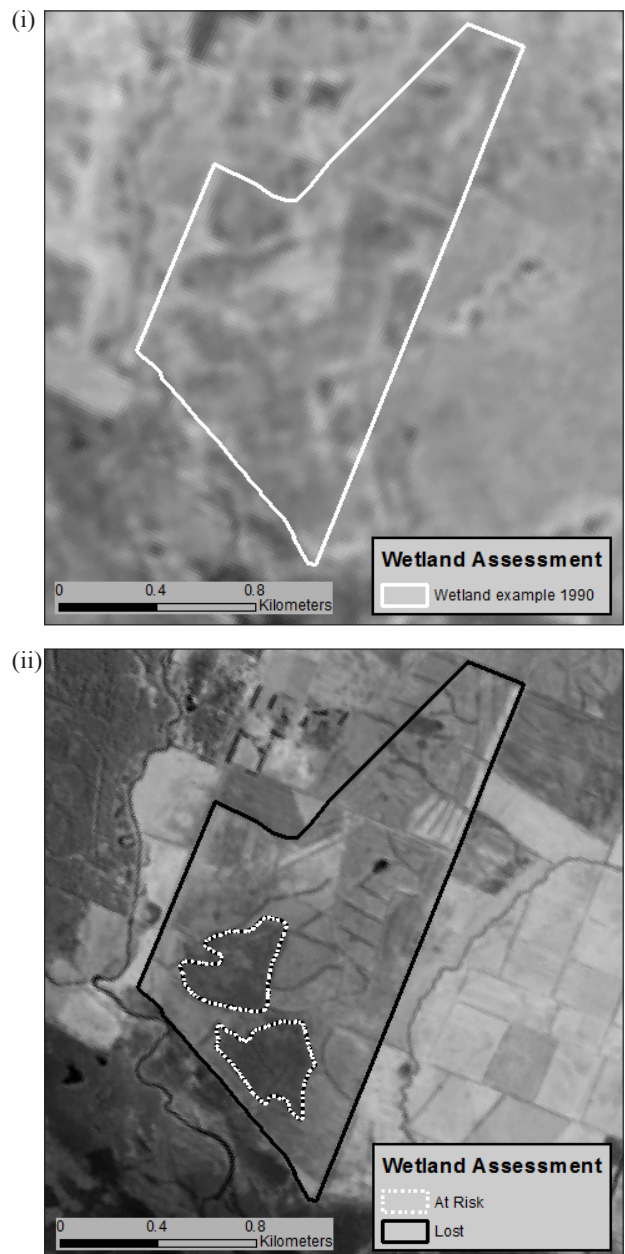 (i)
0 0.4 0.8
Kilometers
Wetland Assessment
Wetland example 1990
(ii)
0 0.4 0.8
Kilometers
Wetland Assessment
At Risk
Lost